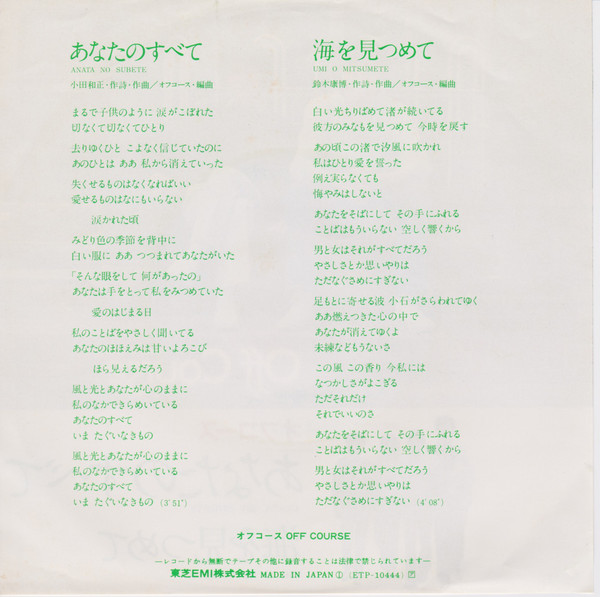 あなたのすべて
ANATA NO SUBETE
小田和正・作詩・作曲／オフコース・編曲
まるで子供のように 涙がこぼれた
切なくて切なくてひとり
去りゆくひと こよなく信じていたのに
あのひとは ああ 私から消えていった
失くせるものはなくなればいい
愛せるものはなにもいらない
涙かれた頃
みどり色の季節を背中に
白い服に ああ つつまれてあなたがいた
「そんな眼をして 何があったの」
あなたは手をとって私をみつめていた
愛のはじまる日
私のことばをやさしく聞いてる
あなたのほほえみは甘いよろこび
ほら見えるだろう
風と光とあなたが心のままに
私のなかできらめいている
あなたのすべて
いま たぐいなきもの
風と光とあなたが心のままに
私のなかできらめいている
あなたのすべて
いま たぐいなきもの (3′51″)
海を見つめて
UMI O MITSUMETE
鈴木康博・作詩・作曲／オフコース・編曲
白い光ちりばめて渚が続いてる
彼方のみなもを見つめて 今時を戻す
あの頃この渚で汐風に吹かれ
私はひとり愛を誓った
例え実らなくても
悔やみはしないと
あなたをそばにして その手にふれる
ことばはもういらない 空しく響くから
男と女はそれがすべてだろう
やさしさとか思いやりは
ただなぐさめにすぎない
足もとに寄せる波 小石がさらわれてゆく
ああ燃えつきた心の中で
あなたが消えてゆくよ
未練などもうないさ
この風 この香り 今私には
なつかしさがよこぎる
ただそれだけ
それでいいのさ
あなたをそばにして その手にふれる
ことばはもういらない 空しく響くから
男と女はそれがすべてだろう
やさしさとか思いやりは
ただなぐさめにすぎない (4′08″)
オフコース OFF COURSE
―レコードから無断でテープその他に録音することは法律で禁じられています―
東芝EMI株式会社 MADE IN JAPAN Ⓘ (ETP-10444) Ⓟ